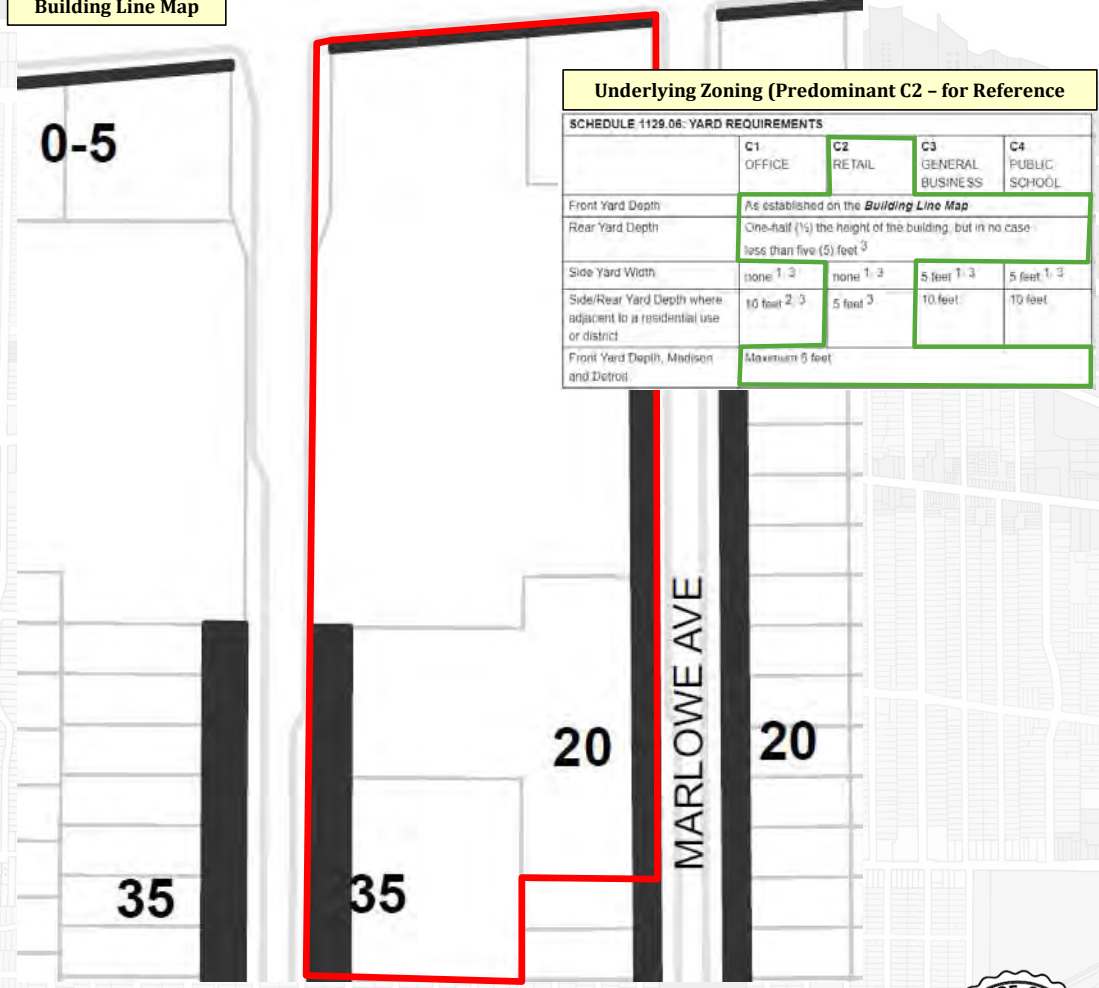 Building Line Map
Underlying Zoning (Predominant C2 – for Reference
SCHEDULE 1129.06: YARD REQUIREMENTS
C1 OFFICE
C2 RETAIL
C3 GENERAL BUSINESS
C4 PUBLIC SCHOOL
Front Yard Depth
As established on the Building Line Map
Rear Yard Depth
One-half (½) the height of the building, but in no case
less than five (5) feet 3
Side Yard Width
none 1, 3
none 1, 3
5 feet 1, 3
5 feet 1, 3
Side/Rear Yard Depth where
adjacent to a residential use
or district
10 feet 2, 3
5 feet 3
10 feet
10 feet
Front Yard Depth, Madison
and Detroit
Maximum 5 feet
0-5
MARLOWE AVE
20
20
35
35